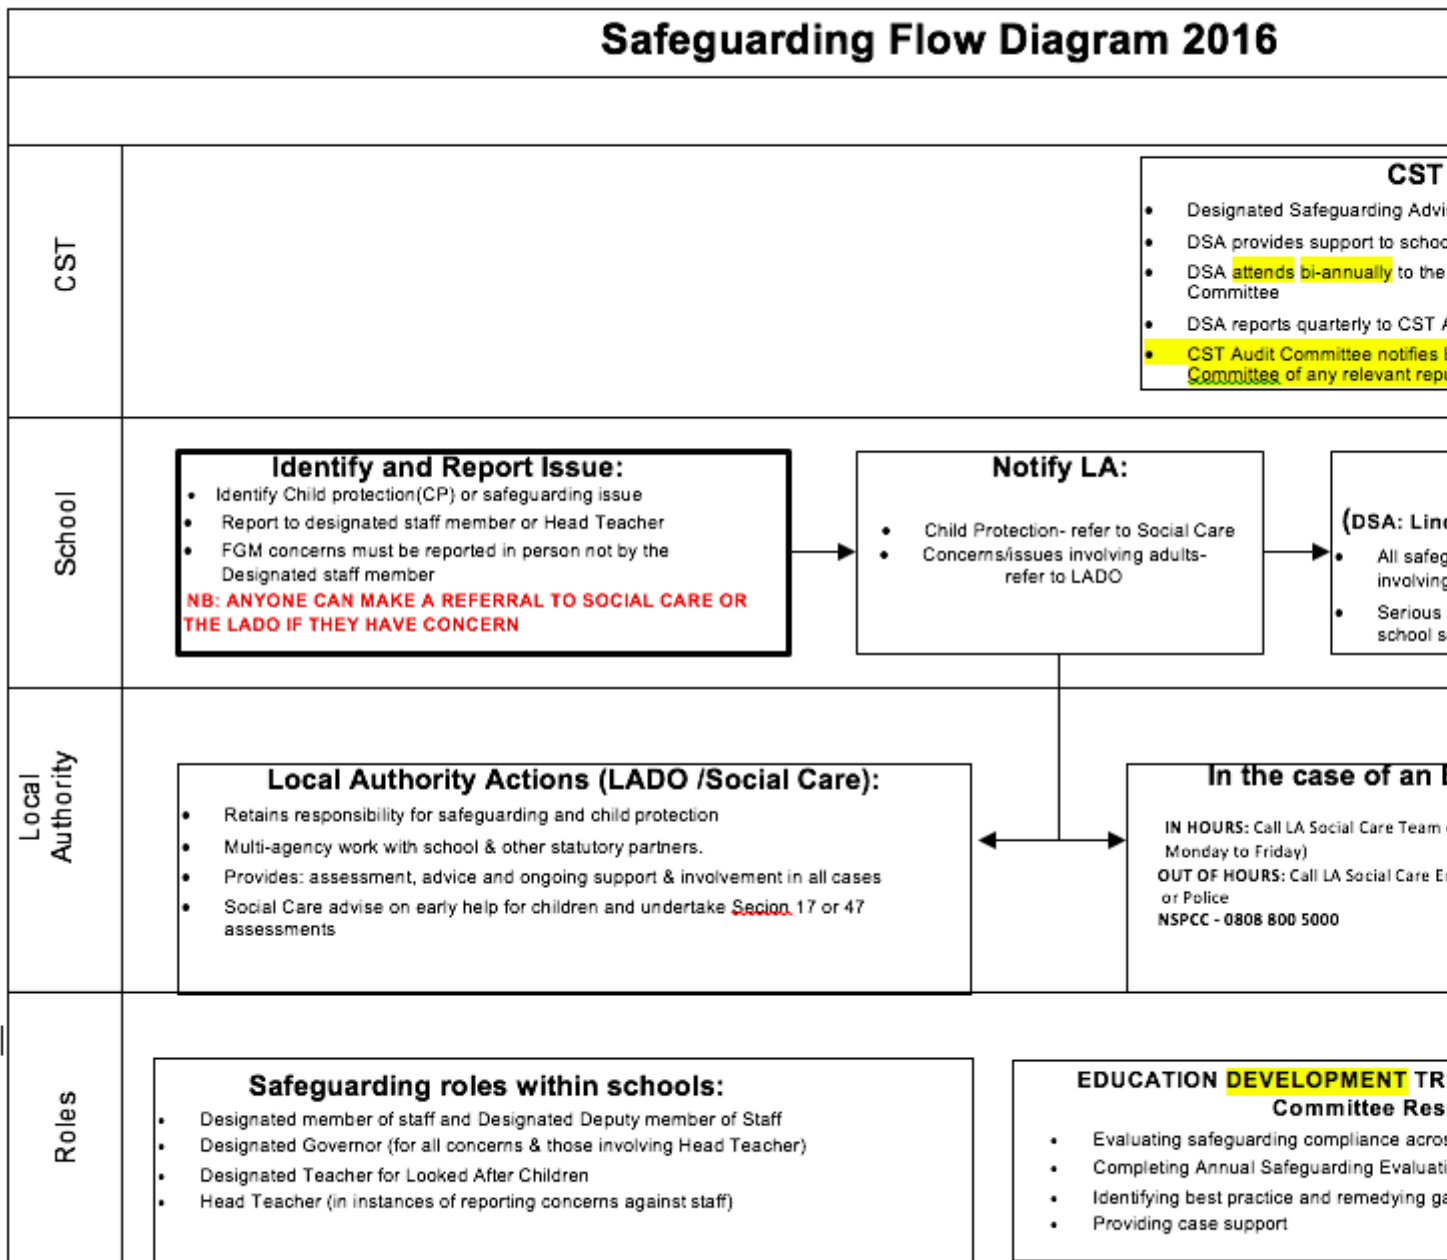 Safeguarding Flow Diagram 2016
CST
CST
• Designated Safeguarding
• DSA provides support to
• DSA attends bi-annually to the
Committee
• DSA reports quarterly to CST
• CST Audit Committee notifies
Committee of any relevant
School
Identify and Report Issue:
• Identify Child protection(CP) or safeguarding issue
• Report to designated staff member or Head Teacher
• FGM concerns must be reported in person not by the
Designated staff member
NB: ANYONE CAN MAKE A REFERRAL TO SOCIAL CARE OR
THE LADO IF THEY HAVE CONCERN
Notify LA:
• Child Protection- refer to Social Care
• Concerns/issues involving adults-
refer to LADO
(DSA:
• All
involving
• Serious
school
Local
Authority
Local Authority Actions (LADO /Social Care):
• Retains responsibility for safeguarding and child protection
• Multi-agency work with school & other statutory partners.
• Provides: assessment, advice and ongoing support & involvement in all cases
• Social Care advise on early help for children and undertake Secion 17 or 47
assessments
In the case of an
IN HOURS: Call LA Social Care Team
Monday to Friday)
OUT OF HOURS: Call LA Social Care
or Police
NSPCC - 0808 800 5000
Roles
Safeguarding roles within schools:
• Designated member of staff and Designated Deputy member of Staff
• Designated Governor (for all concerns & those involving Head Teacher)
• Designated Teacher for Looked After Children
• Head Teacher (in instances of reporting concerns against staff)
EDUCATION DEVELOPMENT
Committee
• Evaluating safeguarding compliance
• Completing Annual Safeguarding
• Identifying best practice and remedying
• Providing case support